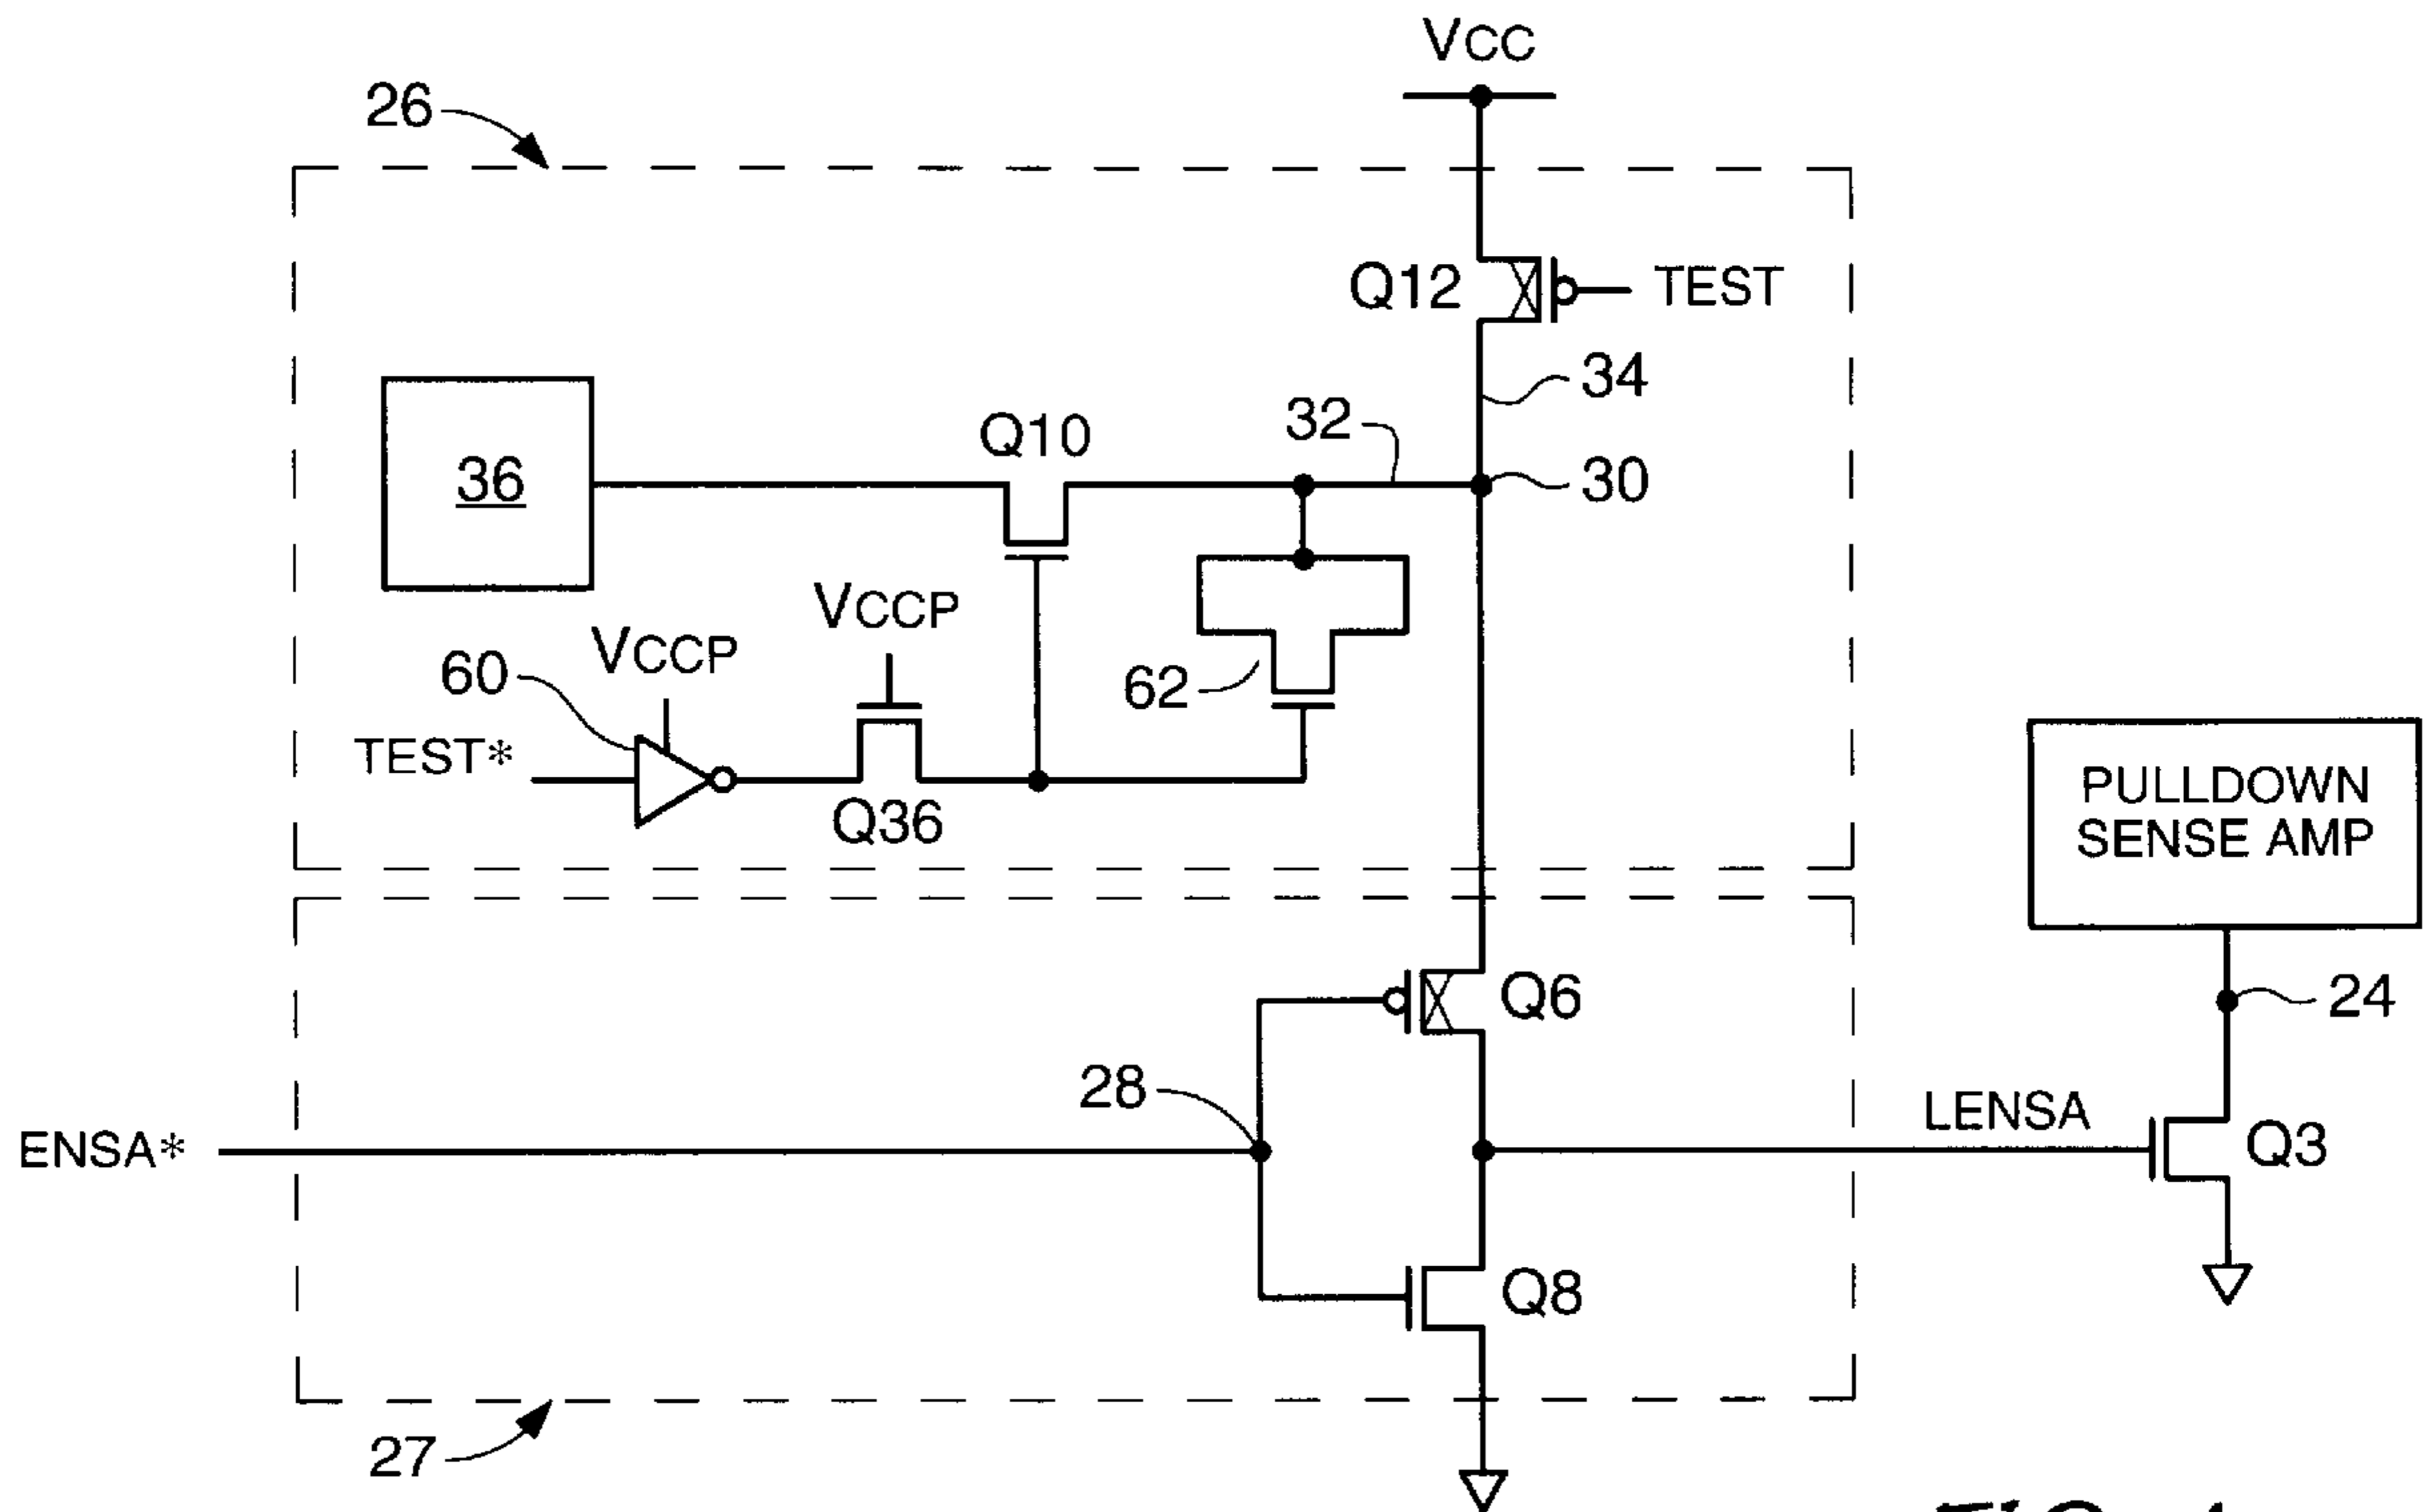 VCC
26
Q12
TEST
34
32
Q10
30
36
VCCP
VCCP
60
62
TEST*
Q36
PULLDOWN
SENSE AMP
Q6
24
28
LENSA
ENSA*
Q3
Q8
27